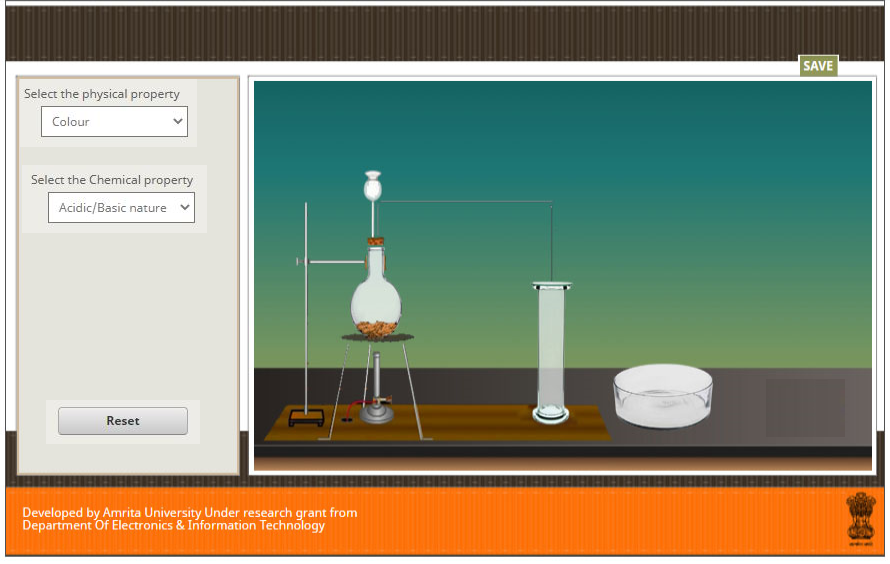 SAVE
Select the physical property
Colour
Select the Chemical property
Acidic/Basic nature
Reset
Developed by Amrita University Under research grant from
Department Of Electronics & Information Technology